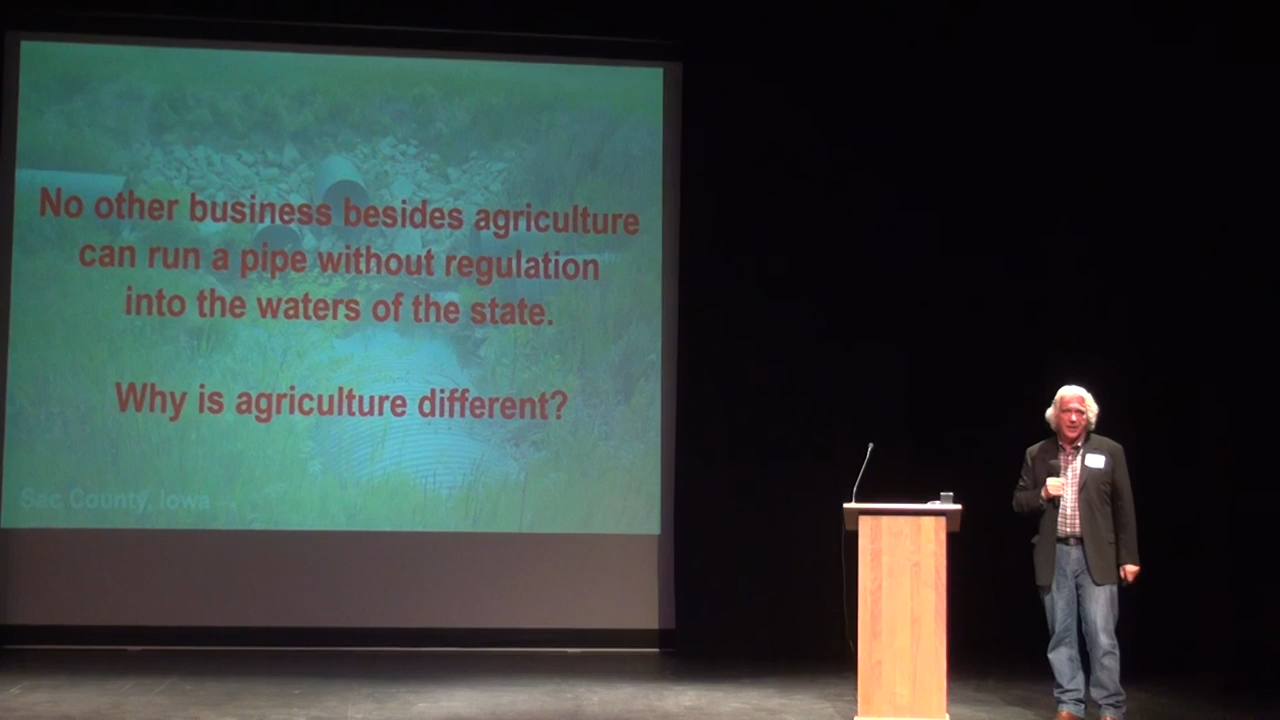 No other business besides agriculture
can run a pipe without regulation
into the waters of the state.
Why is agriculture different?
Sac County, Iowa